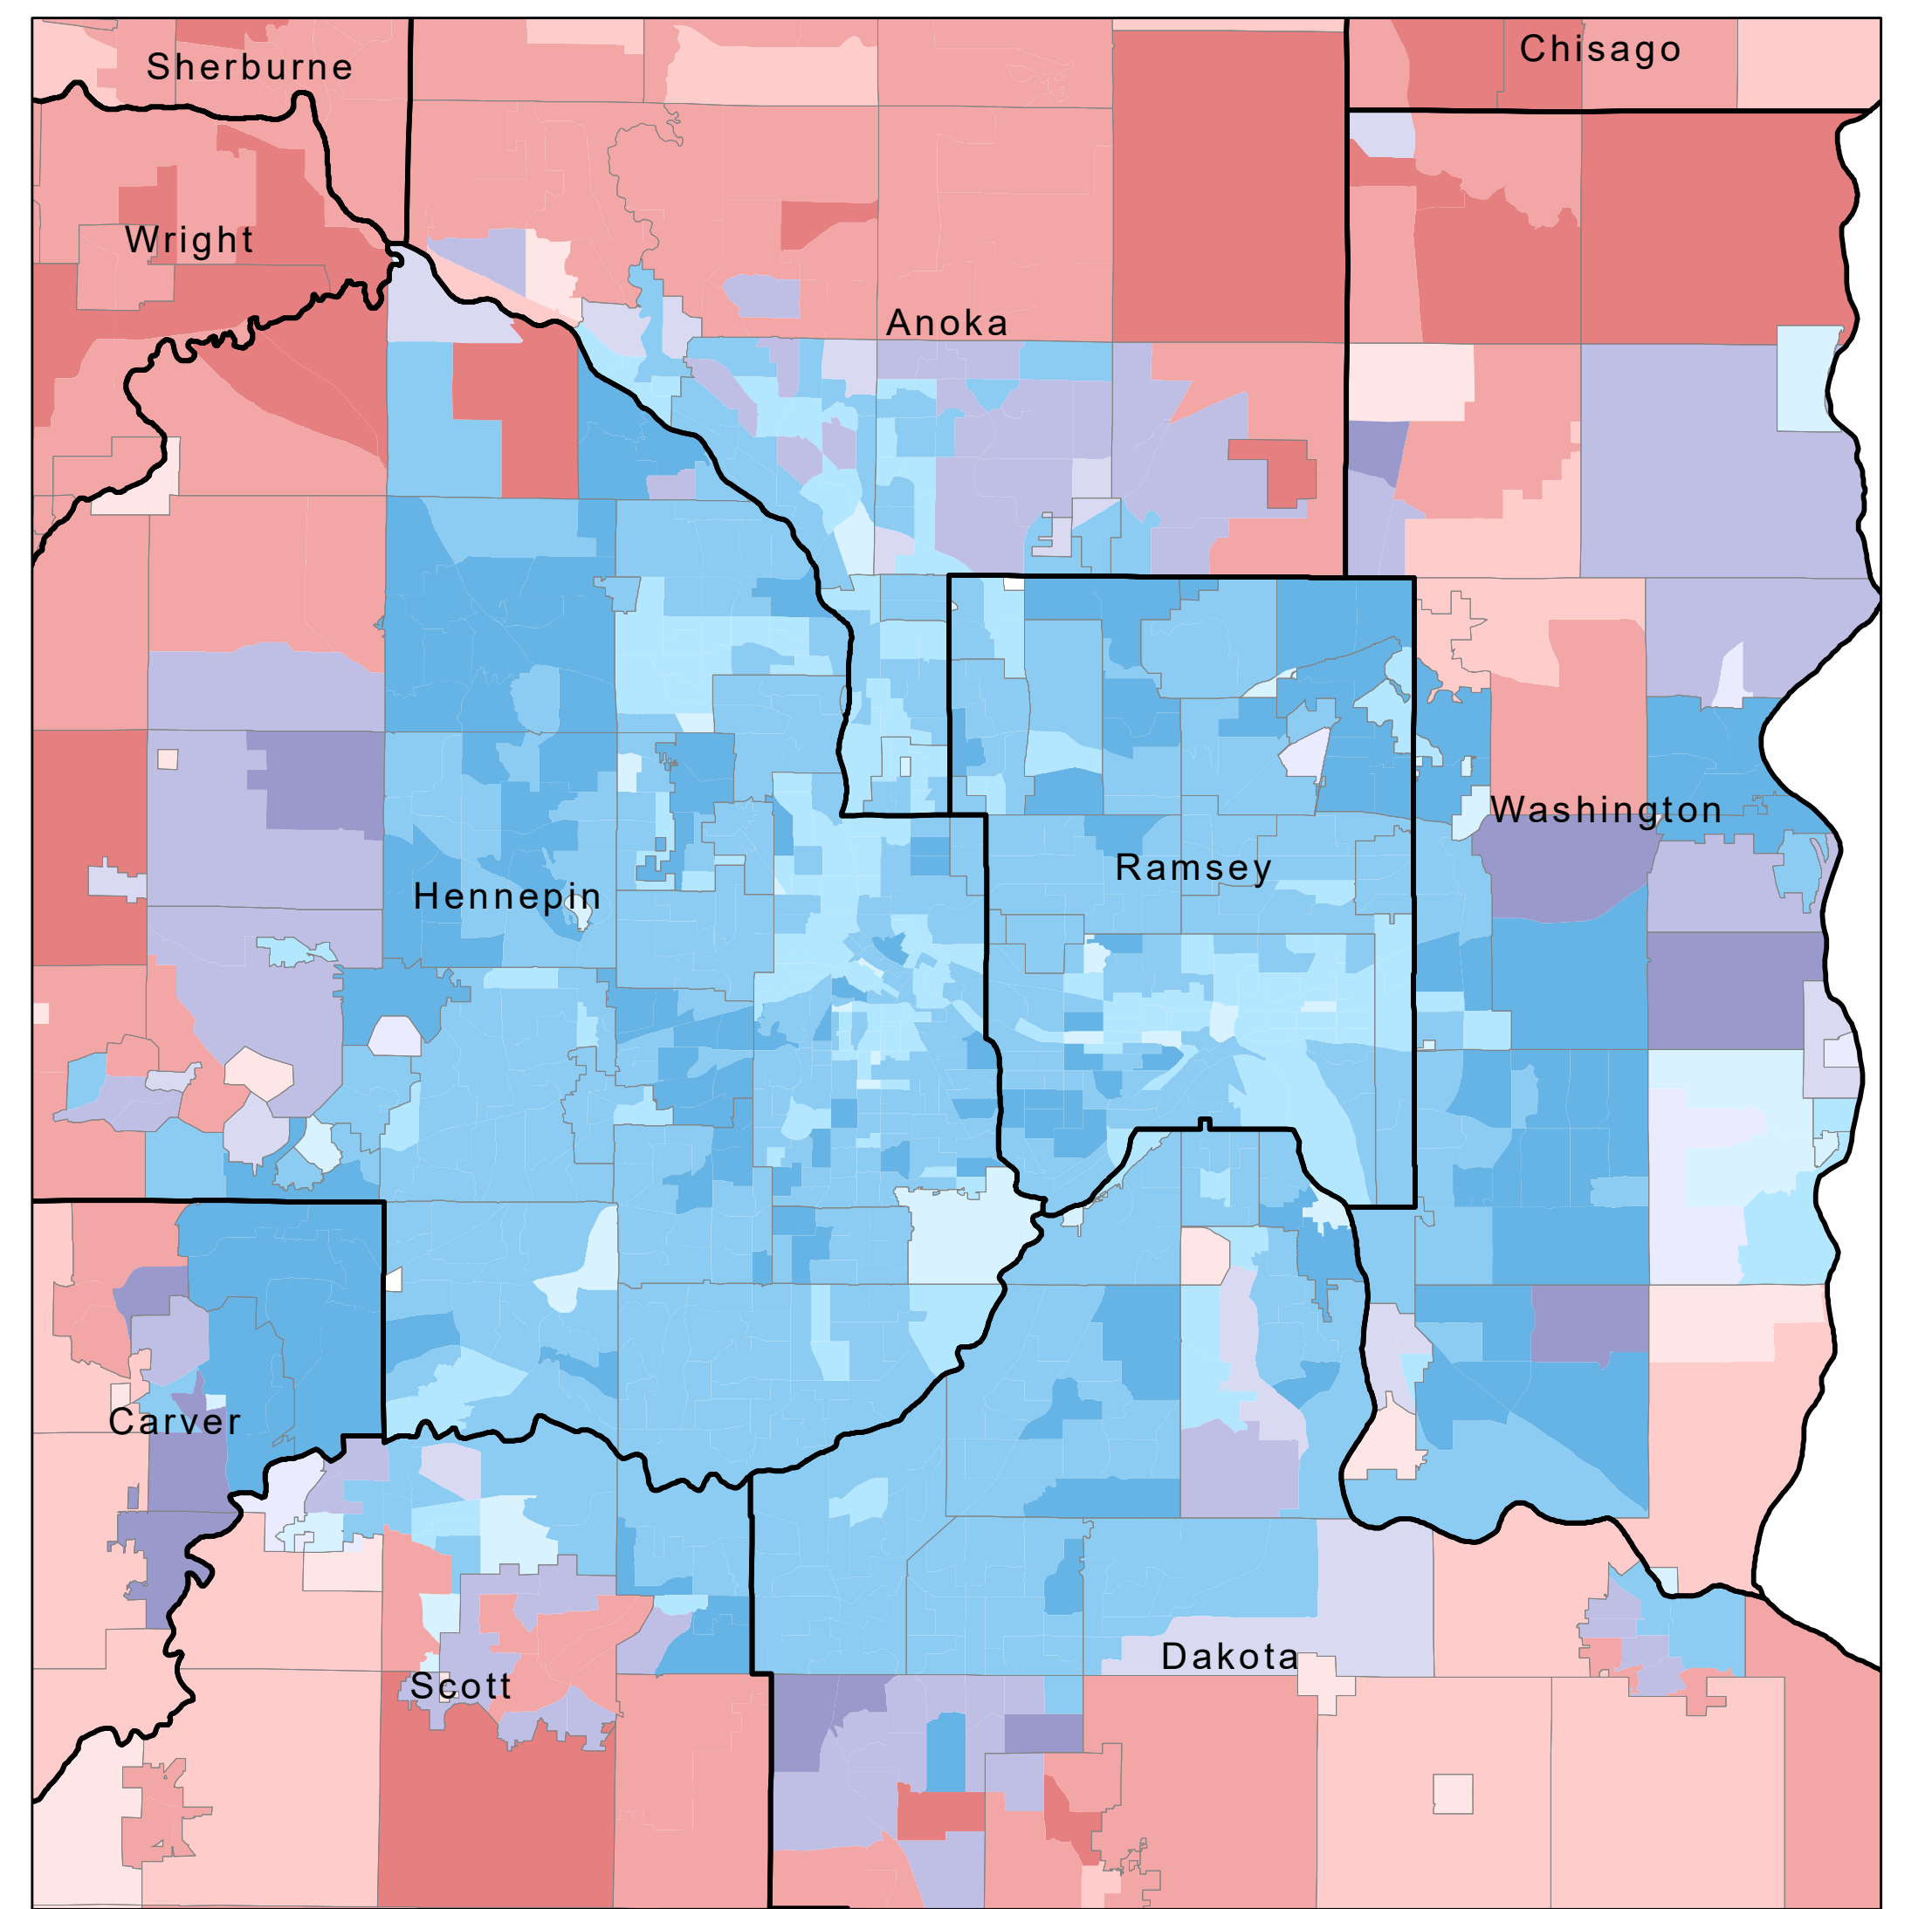 Chisago
Sherburne
Wright
Anoka
Washington
Ramsey
Hennepin
Carver
Dakota
Scott